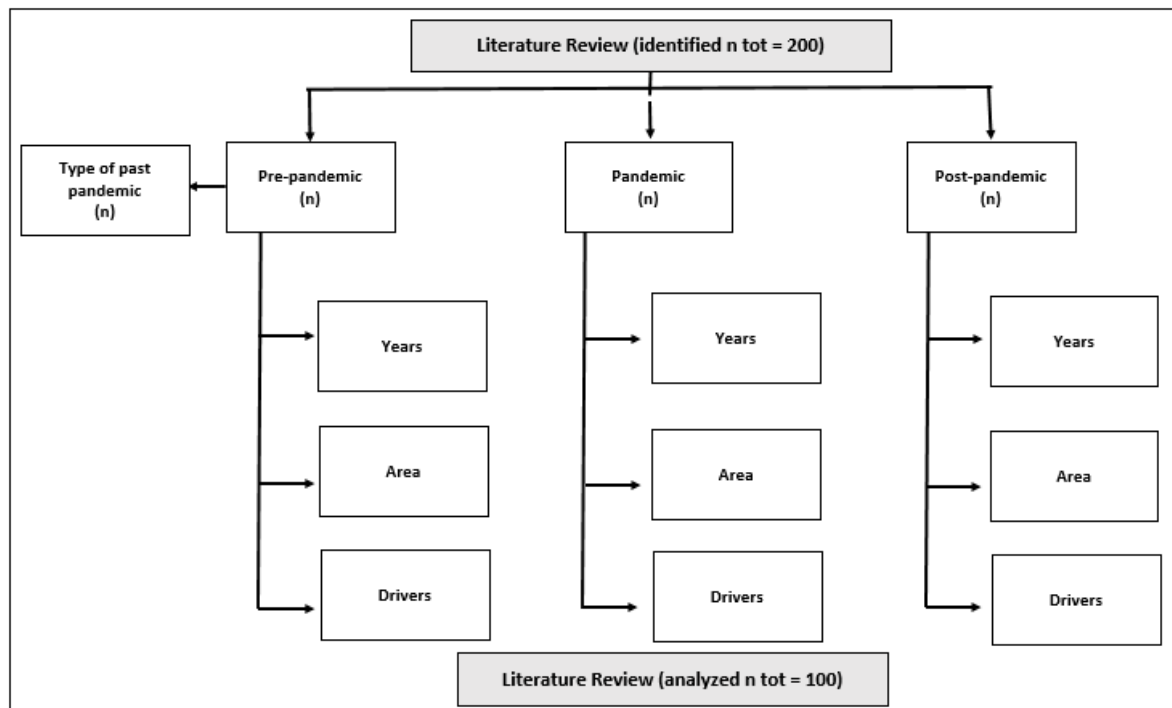 Literature Review (identified n tot = 200)
Type of past
pandemic
(n)
Pre-pandemic
(n)
Pandemic
(n)
Post-pandemic
(n)
Years
Years
Years
Area
Area
Area
Drivers
Drivers
Drivers
Literature Review (analyzed n tot = 100)